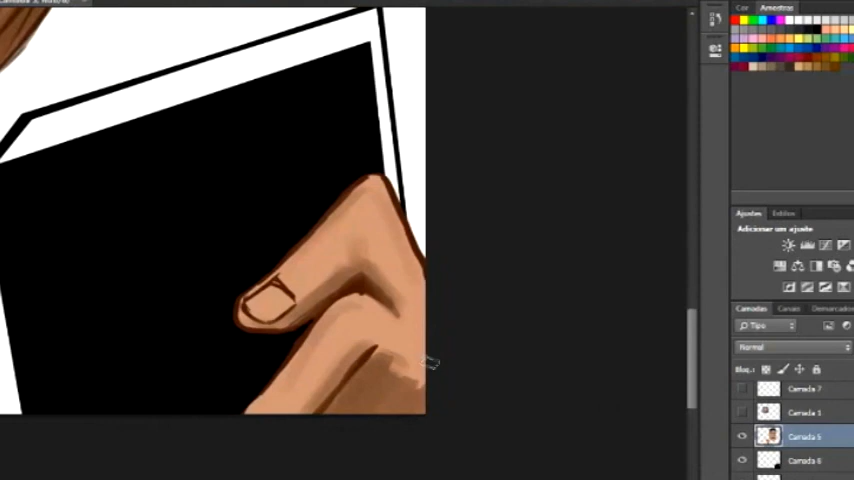 Cor Amostras
Ajustes Estilos
Adicionar um ajuste
Camadas Canais Demarcadores
Tipo
Normal
Bloq.:
Camada 7
Camada 1
Camada 5
Camada 6